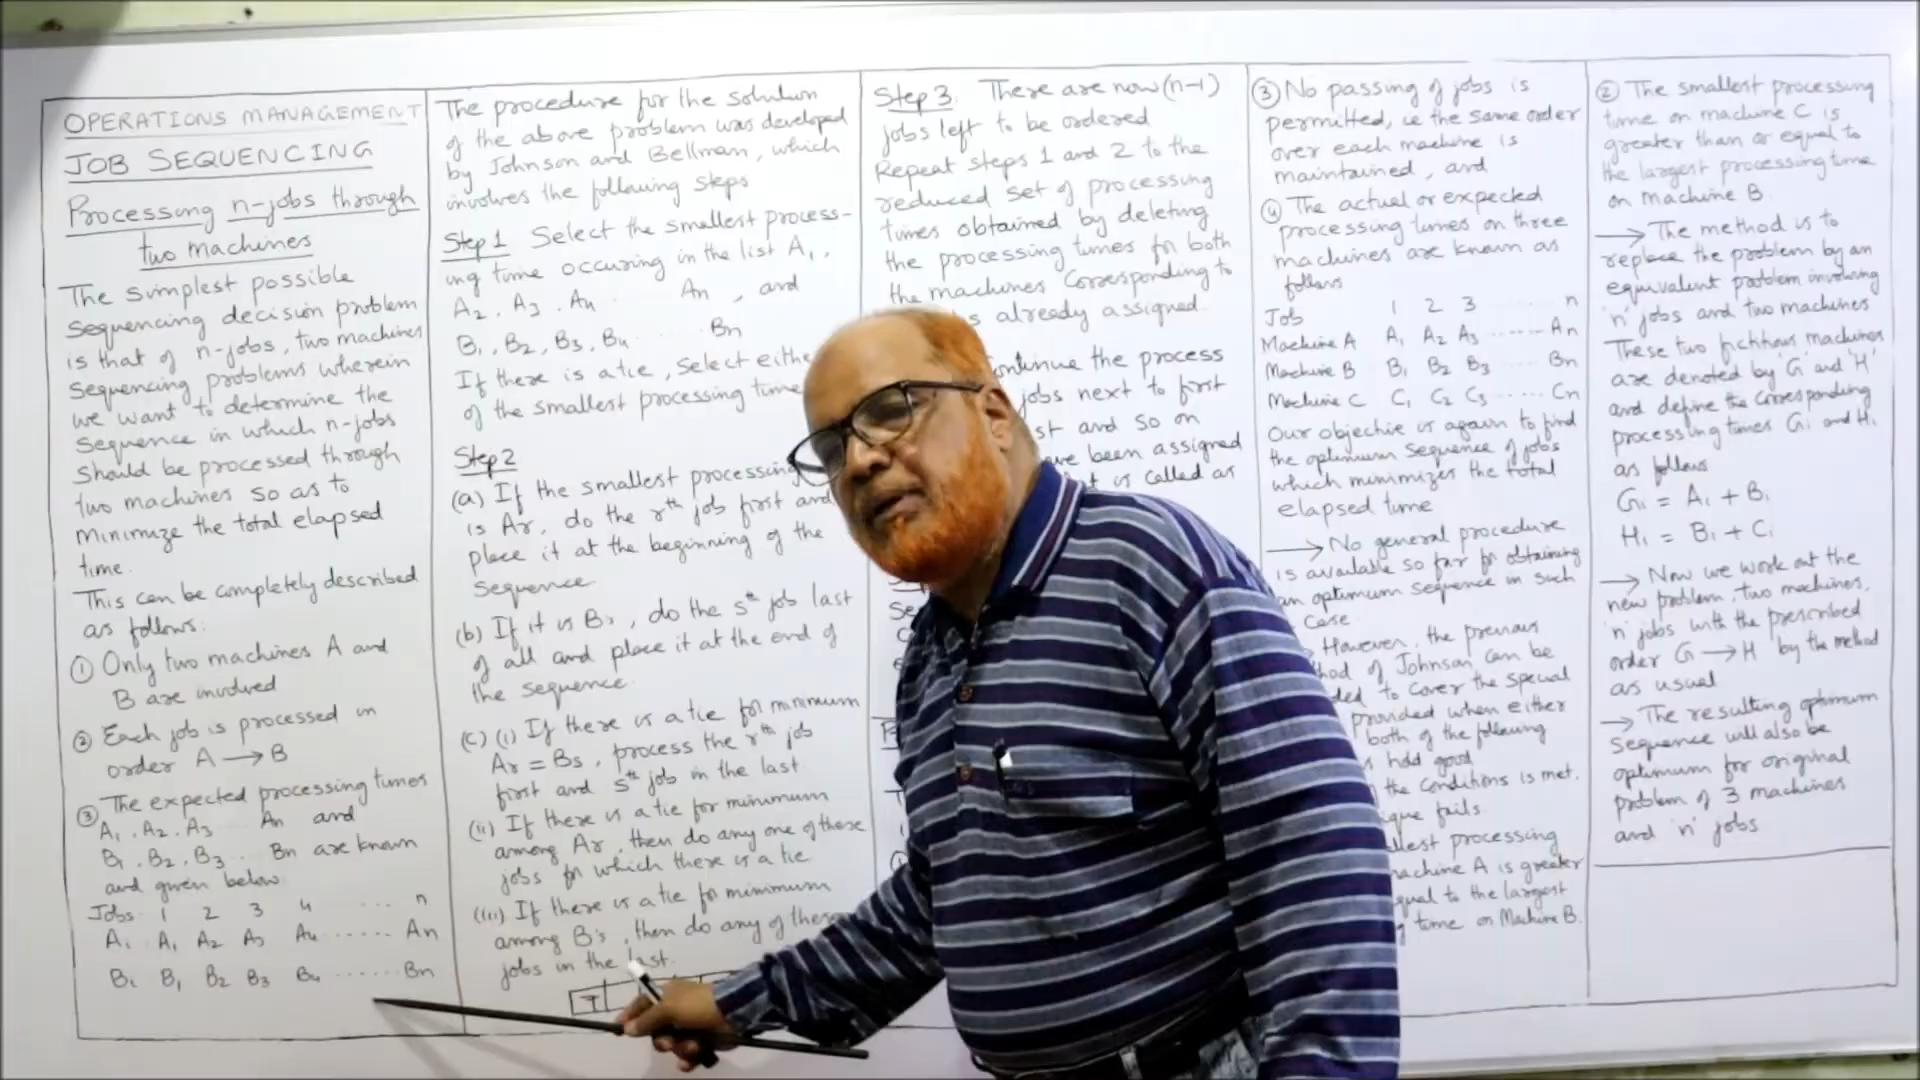 OPERATIONS MANAGEMENT
JOB SEQUENCING
Processing n-jobs through
two machines
The simplest possible
Sequencing decision problem
is that of n-jobs, two machines
Sequencing problems wherein
we want to determine the
Sequence in which n-jobs
should be processed through
two machines so as to
Minimize the total elapsed
time.
This can be completely described
as follows:
① Only two machines A and
B are involved
② Each job is processed in
order A → B
③ The expected processing times
A1, A2, A3 ... An and
B1, B2, B3 ... Bn are known
and given below
Jobs 1 2 3 4 ... n
Ai A1 A2 A3 A4 ...... An
Bi B1 B2 B3 B4 ...... Bn
The procedure for the solution
of the above problem was developed
by Johnson and Bellman, which
involves the following steps
Step 1 Select the smallest process-
ing time occuring in the list A1,
A2, A3, A4 An, and
B1, B2, B3, B4 ..... Bn
If there is a tie, select
of the smallest processing time
Step 2
(a) If the smallest processing
is Ar, do the rth job first and
place it at the beginning of the
sequence
(b) If it is Bs, do the sth job last
of all and place it at the end of
the sequence.
(c) (i) If there is a tie for minimum
Ar = Bs, process the rth job
first and sth job in the last
(ii) If there is a tie for minimum
among Ar, then do any one of these
jobs for which there is a tie
(iii) If there is a tie for minimum
among B's, then do any of these
jobs in the last.
Step 3. There are now (n-1)
jobs left to be ordered
Repeat steps 1 and 2 to the
reduced set of processing
times obtained by deleting
the processing times for both
the machines corresponding to
already assigned.
the process
jobs next to first
and so on
been assigned
is called as
③ No passing of jobs is
permitted, ie the same order
over each machine is
maintained, and
④ The actual or expected
processing times on three
machines are known as
follows
Job 1 2 3 ...... n
Machine A A1 A2 A3 ...... An
Machine B B1 B2 B3 ...... Bn
Machine C C1 C2 C3 ...... Cn
Our objective is again to find
the optimum sequence of jobs
which minimizes the total
elapsed time
→ No general procedure
is available so far for obtaining
an optimum sequence in such
case
However, the previous
of Johnson can be
to cover the special
provided when either
both of the following
hold good
the conditions is met.
fails.
processing
machine A is greater
to the largest
time on Machine B.
② The smallest processing
time on machine C is
greater than or equal to
the largest processing time
on machine B
→ The method is to
replace the problem by an
equivalent problem involving
'n' jobs and two machines
These two fictitious machines
are denoted by 'G' and 'H'
and define the corresponding
processing times Gi and Hi
as follows
Gi = Ai + Bi
Hi = Bi + Ci
→ Now we work out the
new problem, two machines,
'n' jobs with the prescribed
order G → H by the method
as usual
→ The resulting optimum
sequence will also be
optimum for original
problem of 3 machines
and 'n' jobs